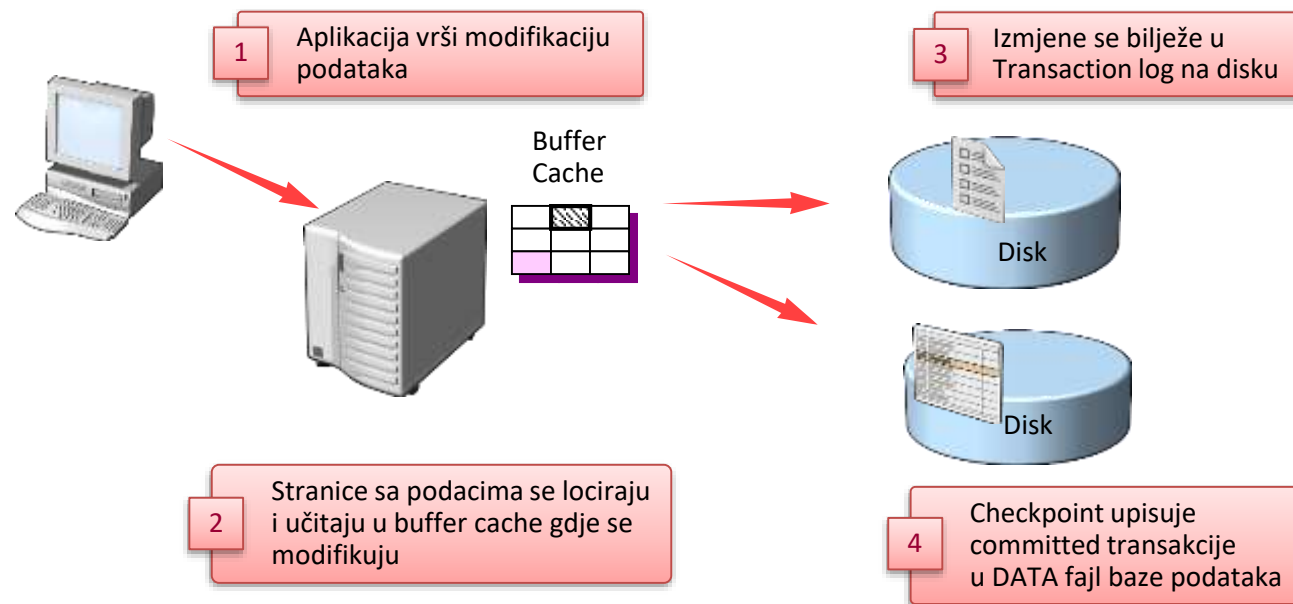 1
Aplikacija vrši modifikaciju
podataka
3
Izmjene se bilježe u
Transaction log na disku
Buffer
Cache
Disk
Disk
2
Stranice sa podacima se lociraju
i učitaju u buffer cache gdje se
modifikuju
4
Checkpoint upisuje
committed transakcije
u DATA fajl baze podataka